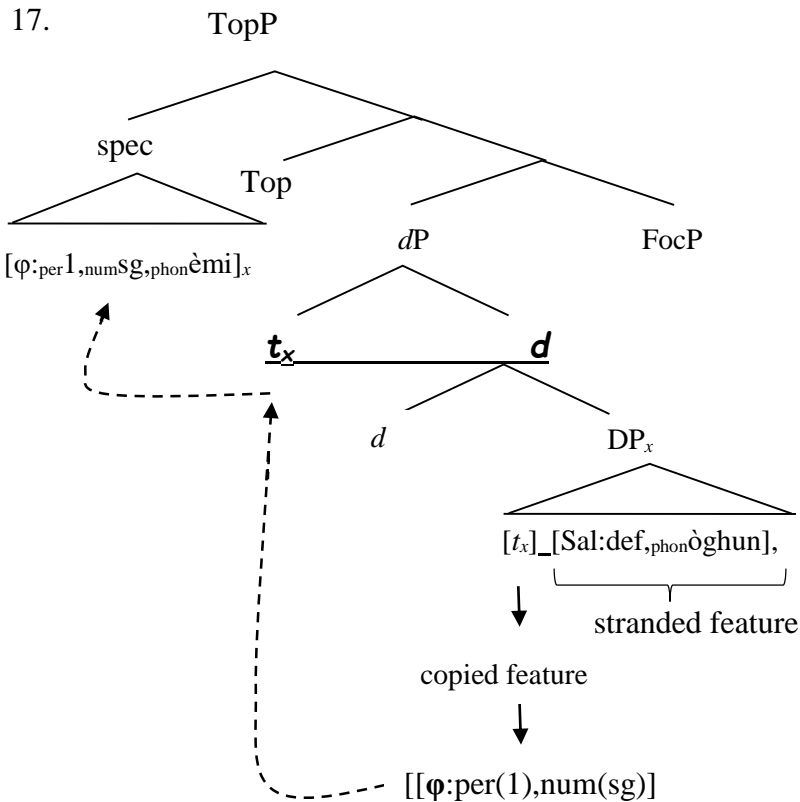 17. TopP
spec
Top
dP FocP
[φ:per1,numsg,phonèmi]x
tx d
d DPx
[tx]_[Sal:def,phonòghun],
stranded feature
copied feature
[[φ:per(1),num(sg)]